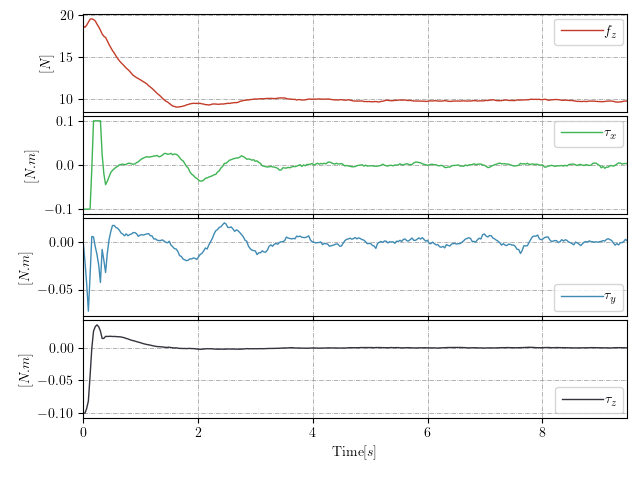 20
15
10
[N]
f_z
0.1
0.0
−0.1
[N.m]
τ_x
0.00
−0.05
[N.m]
τ_y
0.00
−0.05
−0.10
[N.m]
τ_z
0 2 4 6 8
Time[s]